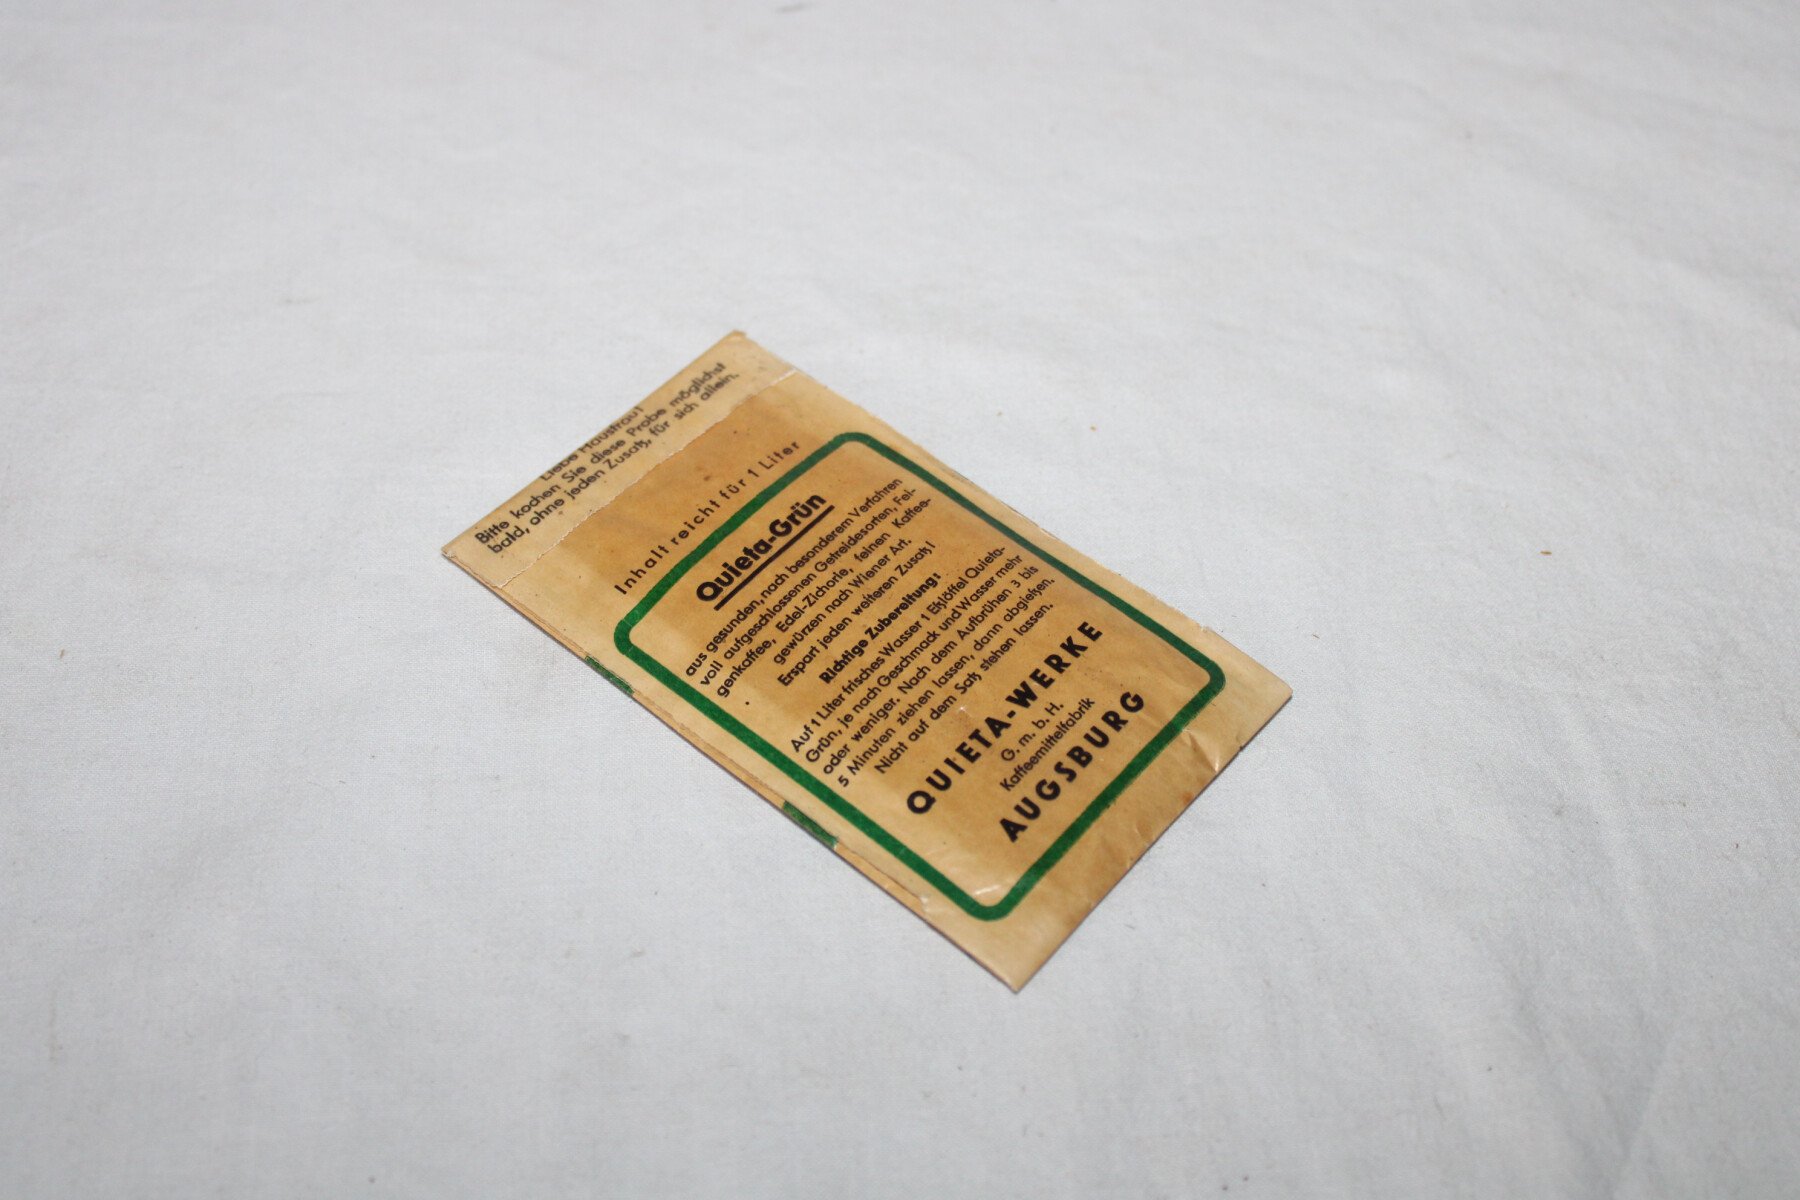 Liebe Hausfrau!
Bitte kochen Sie diese Probe möglichst
bald, ohne jeden Zusatz, für sich allein.
Inhalt reicht für 1 Liter
Quieta-Grün
aus gesunden, nach besonderem Verfahren
voll aufgeschlossenen Getreidesorten, Fei-
genkaffee, Edel-Zichorie, feinen Kaffee-
gewürzen nach Wiener Art.
Erspart jeden weiteren Zusatz!
Richtige Zubereitung:
Auf 1 Liter frisches Wasser 1 Eßlöffel Quieta-
Grün, je nach Geschmack und Wasser mehr
oder weniger. Nach dem Aufbrühen 3 bis
5 Minuten ziehen lassen, dann abgießen.
Nicht auf dem Satz stehen lassen.
QUIETA-WERKE
G. m. b. H.
Kaffeemittelfabrik
AUGSBURG